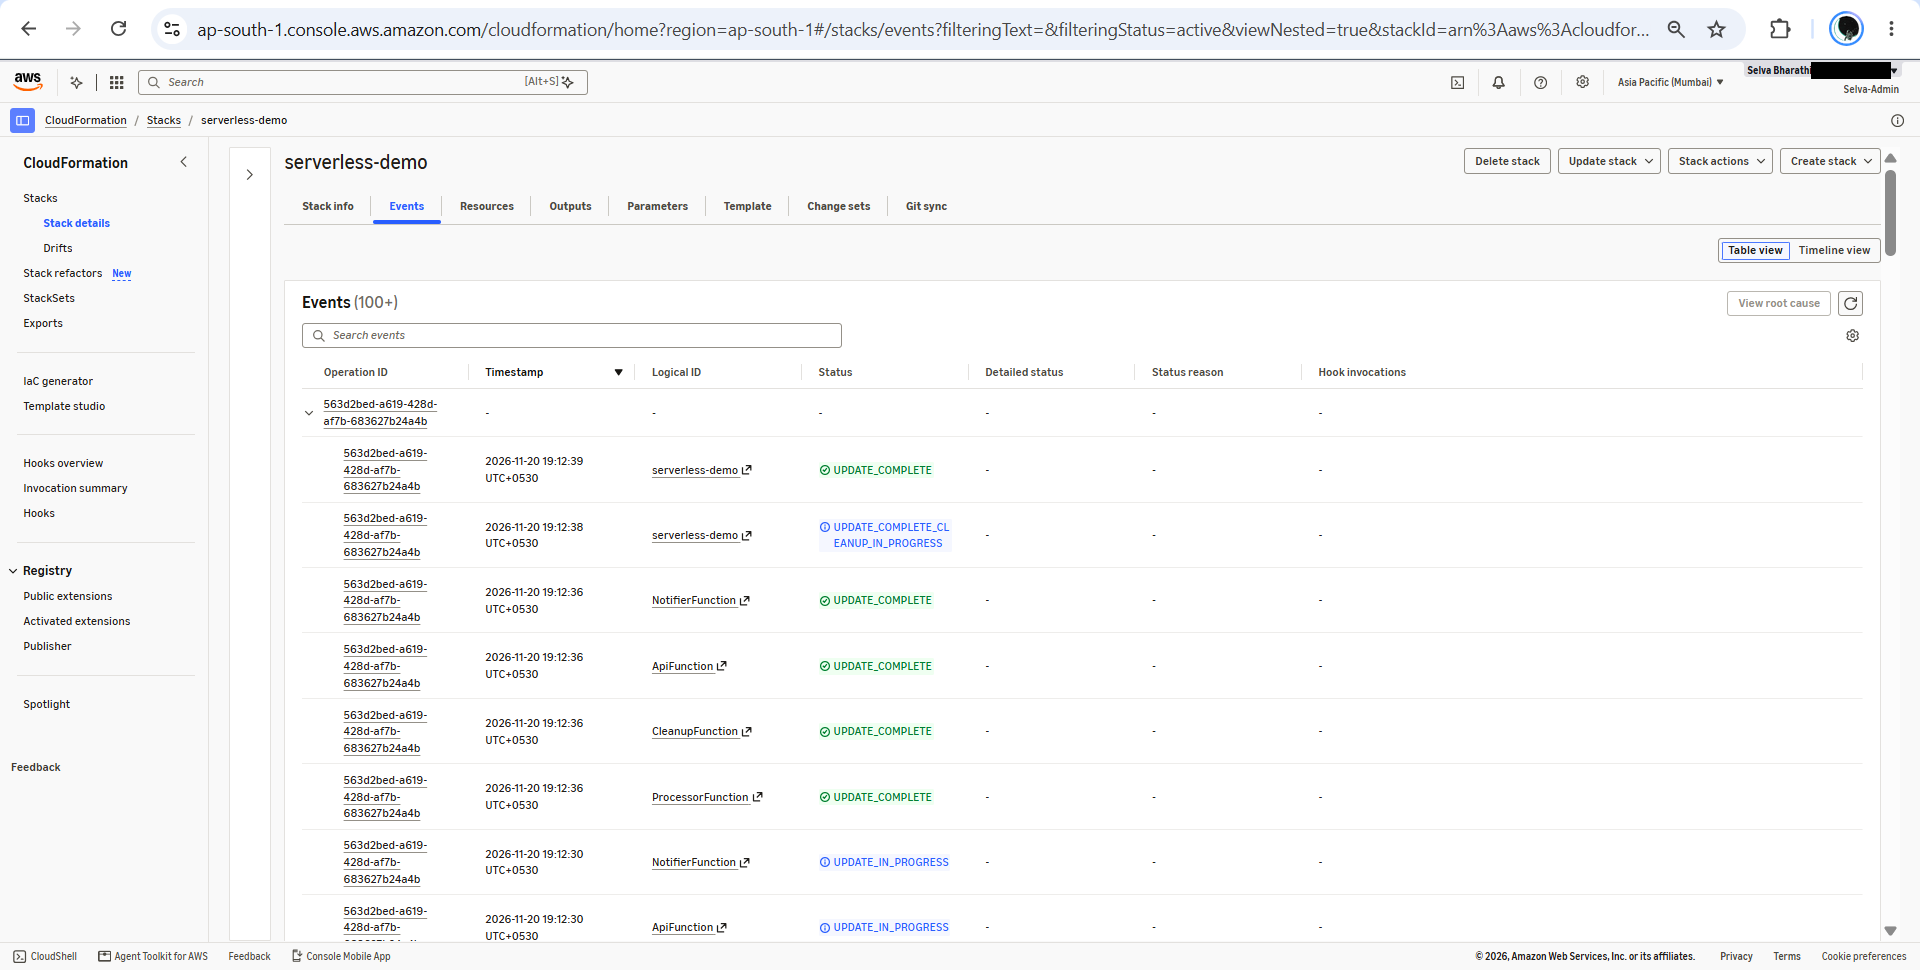 ap-south-1.console.aws.amazon.com/cloudformation/home?region=ap-south-1#/stacks/events?filteringText=&filteringStatus=active&viewNested=true&stackId=arn%3Aaws%3Acloudfor...
aws
Search
[Alt+S]
Asia Pacific (Mumbai)
Selva Bharathi
Selva-Admin
CloudFormation / Stacks / serverless-demo
CloudFormation
Stacks
Stack details
Drifts
Stack refactors New
StackSets
Exports
IaC generator
Template studio
Hooks overview
Invocation summary
Hooks
Registry
Public extensions
Activated extensions
Publisher
Spotlight
Feedback
serverless-demo
Delete stack
Update stack
Stack actions
Create stack
Stack info
Events
Resources
Outputs
Parameters
Template
Change sets
Git sync
Table view
Timeline view
Events (100+)
View root cause
Search events
Operation ID
Timestamp
Logical ID
Status
Detailed status
Status reason
Hook invocations
563d2bed-a619-428d-
af7b-683627b24a4b
- - - - - -
563d2bed-a619-
428d-af7b-
683627b24a4b
2026-11-20 19:12:39
UTC+0530
serverless-demo
UPDATE_COMPLETE
- - -
563d2bed-a619-
428d-af7b-
683627b24a4b
2026-11-20 19:12:38
UTC+0530
serverless-demo
UPDATE_COMPLETE_CL
EANUP_IN_PROGRESS
- - -
563d2bed-a619-
428d-af7b-
683627b24a4b
2026-11-20 19:12:36
UTC+0530
NotifierFunction
UPDATE_COMPLETE
- - -
563d2bed-a619-
428d-af7b-
683627b24a4b
2026-11-20 19:12:36
UTC+0530
ApiFunction
UPDATE_COMPLETE
- - -
563d2bed-a619-
428d-af7b-
683627b24a4b
2026-11-20 19:12:36
UTC+0530
CleanupFunction
UPDATE_COMPLETE
- - -
563d2bed-a619-
428d-af7b-
683627b24a4b
2026-11-20 19:12:36
UTC+0530
ProcessorFunction
UPDATE_COMPLETE
- - -
563d2bed-a619-
428d-af7b-
683627b24a4b
2026-11-20 19:12:30
UTC+0530
NotifierFunction
UPDATE_IN_PROGRESS
- - -
563d2bed-a619-
428d-af7b-
2026-11-20 19:12:30
UTC+0530
ApiFunction
UPDATE_IN_PROGRESS
- - -
CloudShell
Agent Toolkit for AWS
Feedback
Console Mobile App
© 2026, Amazon Web Services, Inc. or its affiliates.
Privacy
Terms
Cookie preferences